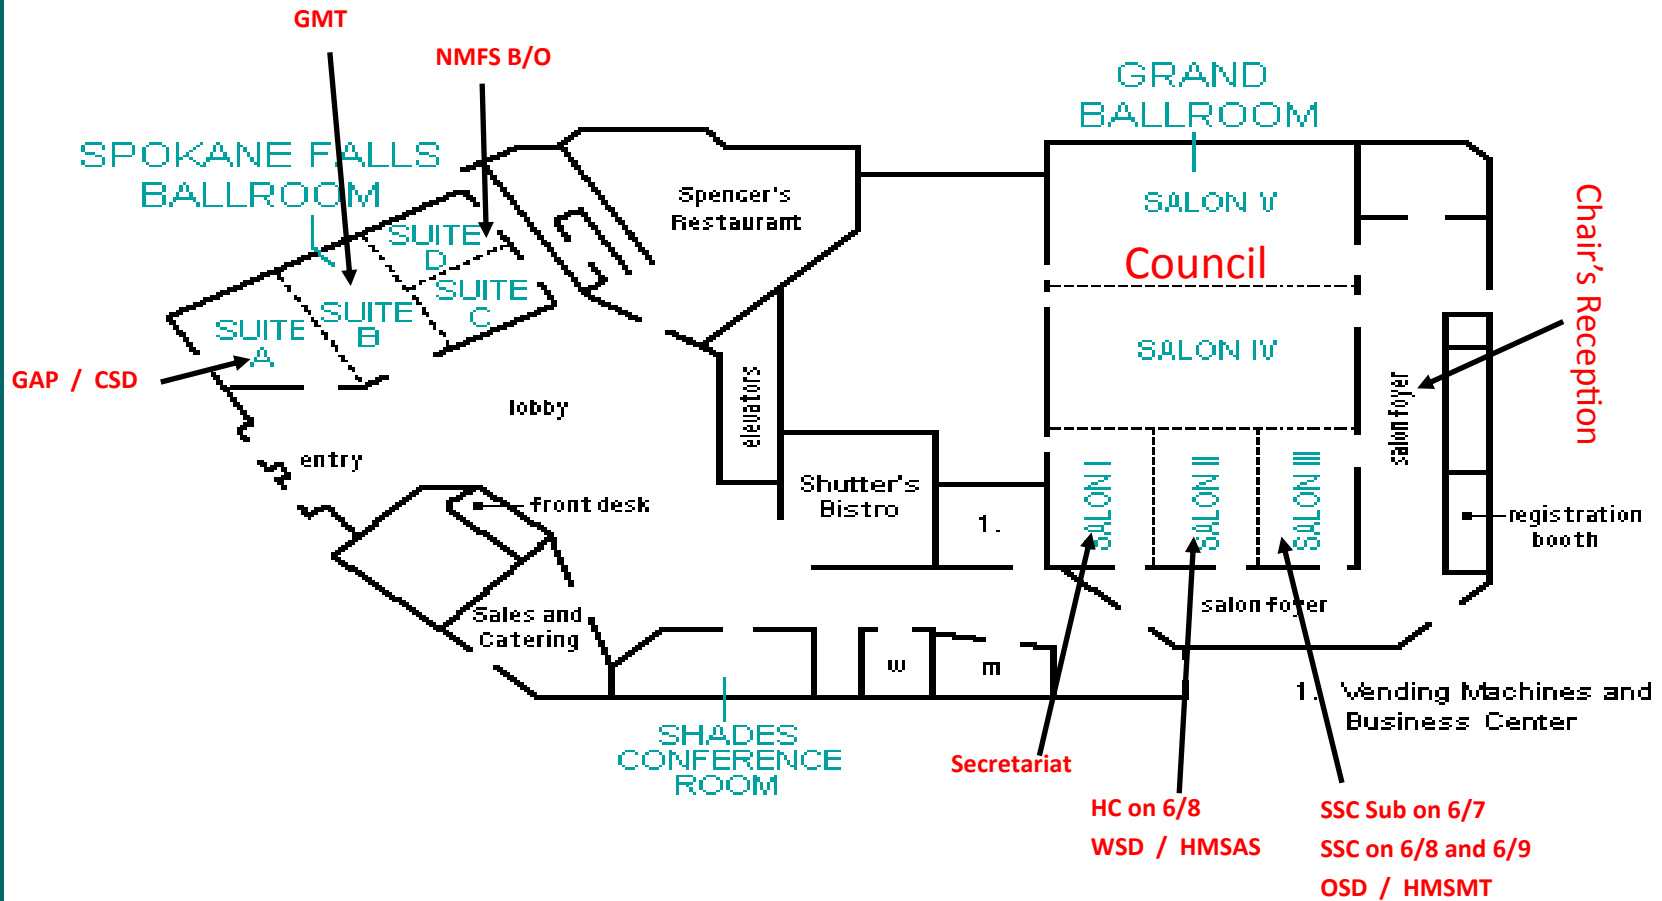 GMT
NMFS B/O
GRAND
BALLROOM
SPOKANE FALLS
BALLROOM
Spencer's
Restaurant
SALON V
Council
Chair's Reception
SUITE
D
SUITE
C
SUITE
B
SUITE
A
SALON IV
GAP / CSD
lobby
elevators
salon foyer
entry
Shutter's
Bistro
front desk
1.
SALON I
SALON II
SALON III
registration
booth
Sales and
Catering
salon foyer
w
m
1. Vending Machines and
Business Center
SHADES
CONFERENCE
ROOM
Secretariat
HC on 6/8
WSD / HMSAS
SSC Sub on 6/7
SSC on 6/8 and 6/9
OSD / HMSMT